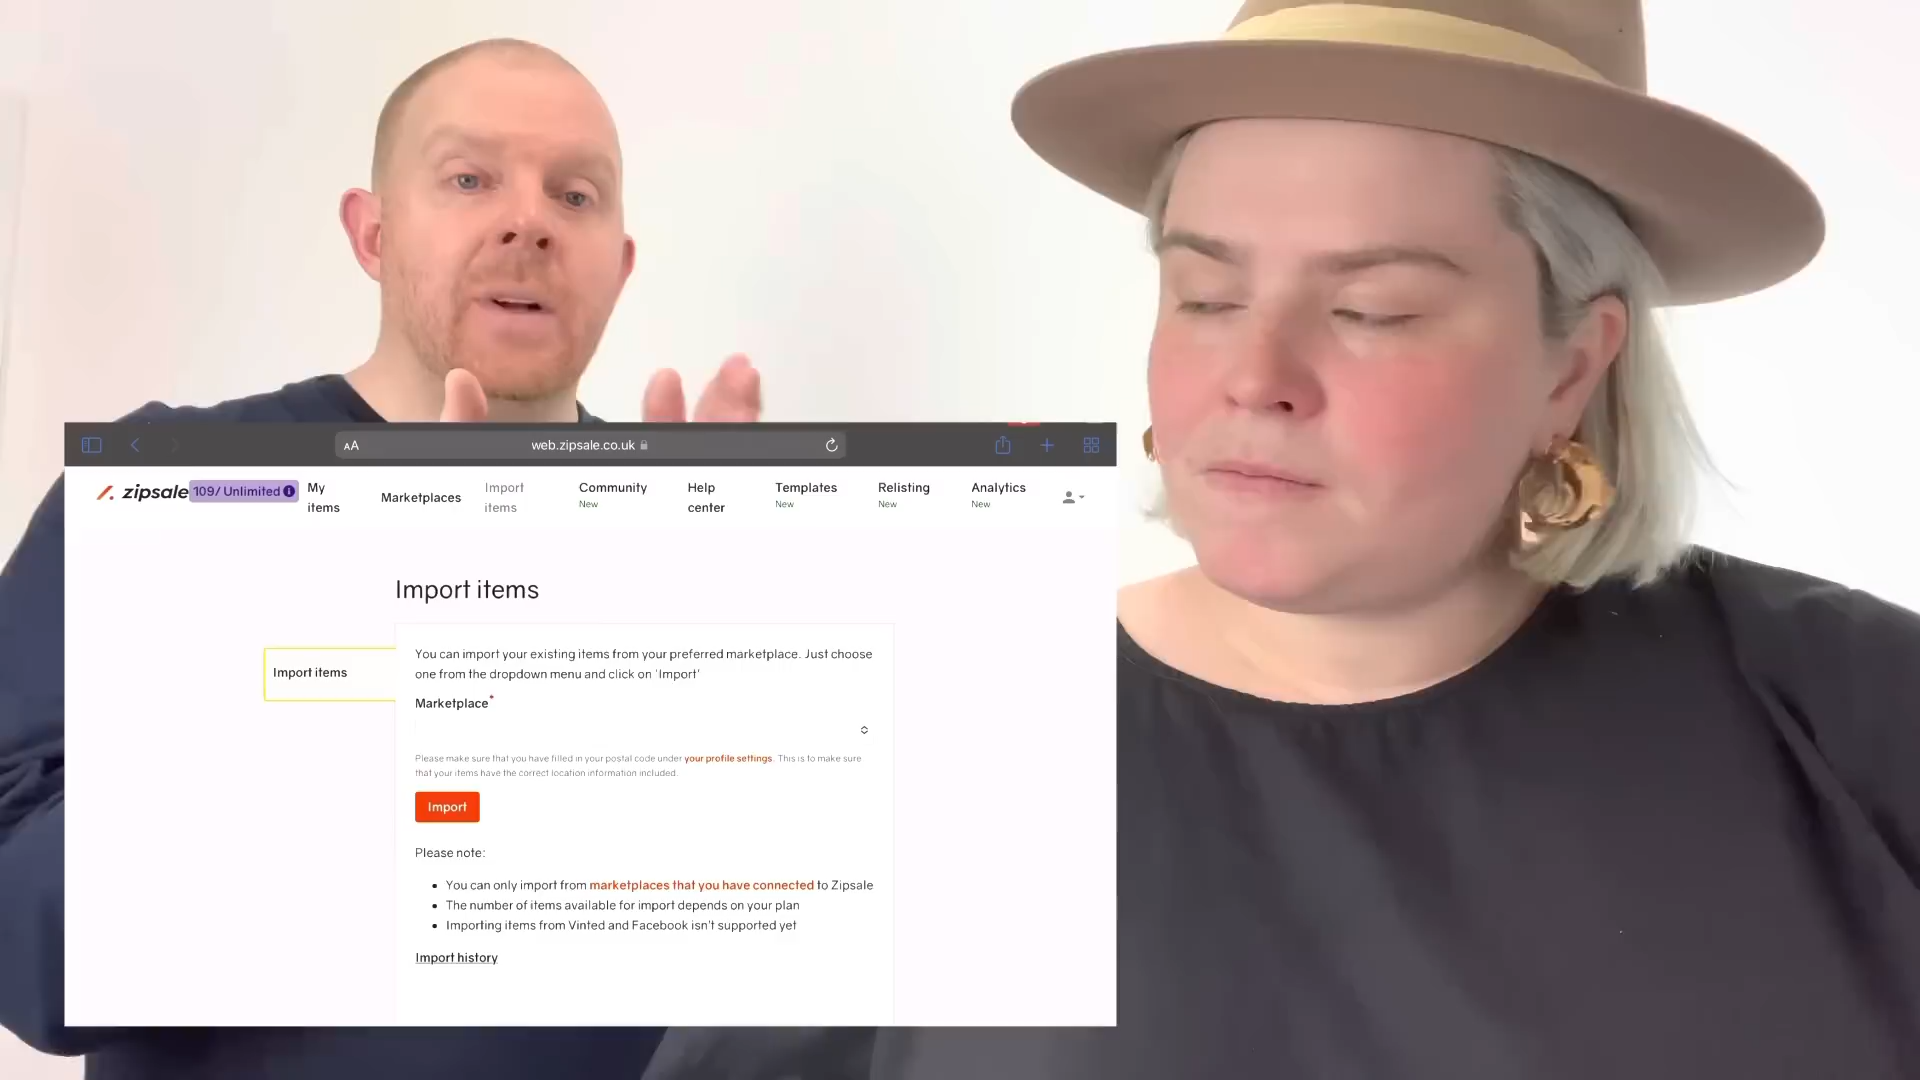 AA
web.zipsale.co.uk
zipsale 109/ Unlimited
My items
Marketplaces
Import items
Community
New
Help center
Templates
New
Relisting
New
Analytics
New
Import items
Import items
You can import your existing items from your preferred marketplace. Just choose
one from the dropdown menu and click on 'Import'
Marketplace*
Please make sure that you have filled in your postal code under your profile settings. This is to make sure
that your items have the correct location information included.
Import
Please note:
You can only import from marketplaces that you have connected to Zipsale
The number of items available for import depends on your plan
Importing items from Vinted and Facebook isn't supported yet
Import history